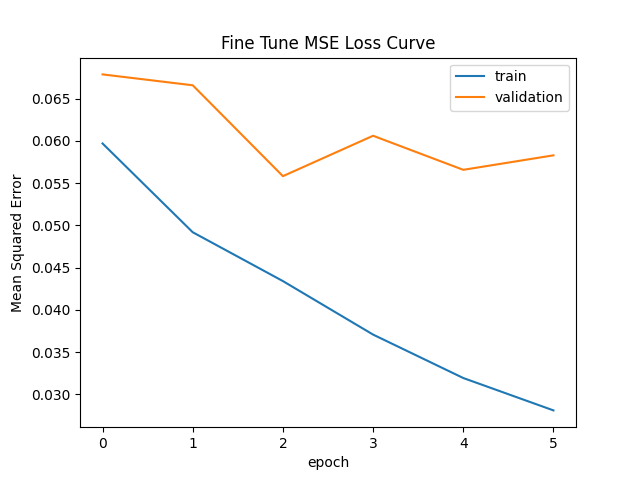 Fine Tune MSE Loss Curve
train
validation
Mean Squared Error
0.065
0.060
0.055
0.050
0.045
0.040
0.035
0.030
0 1 2 3 4 5
epoch